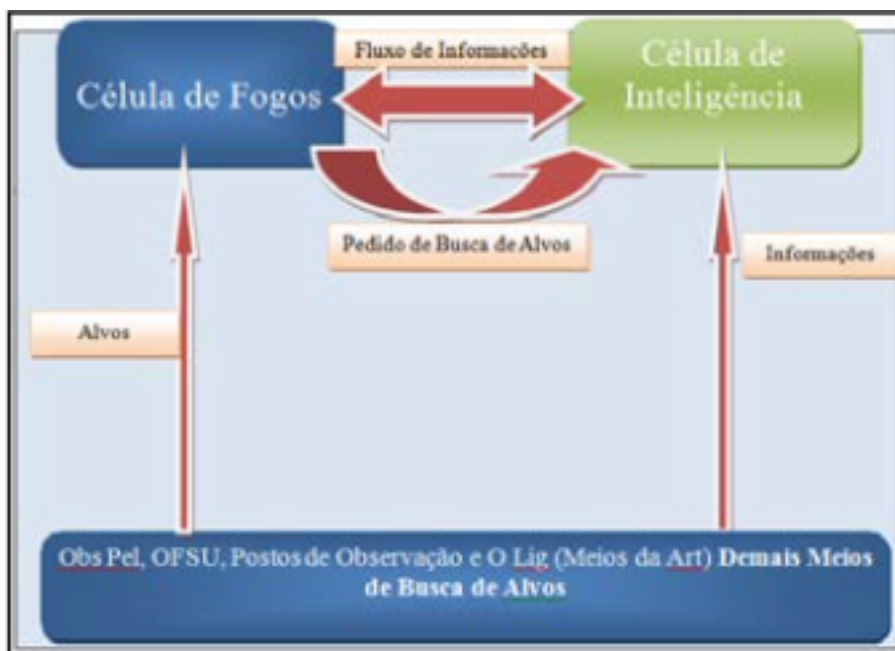 Fluxo de Informações
Célula de Fogos
Célula de
Inteligência
Pedido de Busca de Alvos
Informações
Alvos
Obs Pel, OFSU, Postos de Observação e O Lig (Meios da Art) Demais Meios
de Busca de Alvos